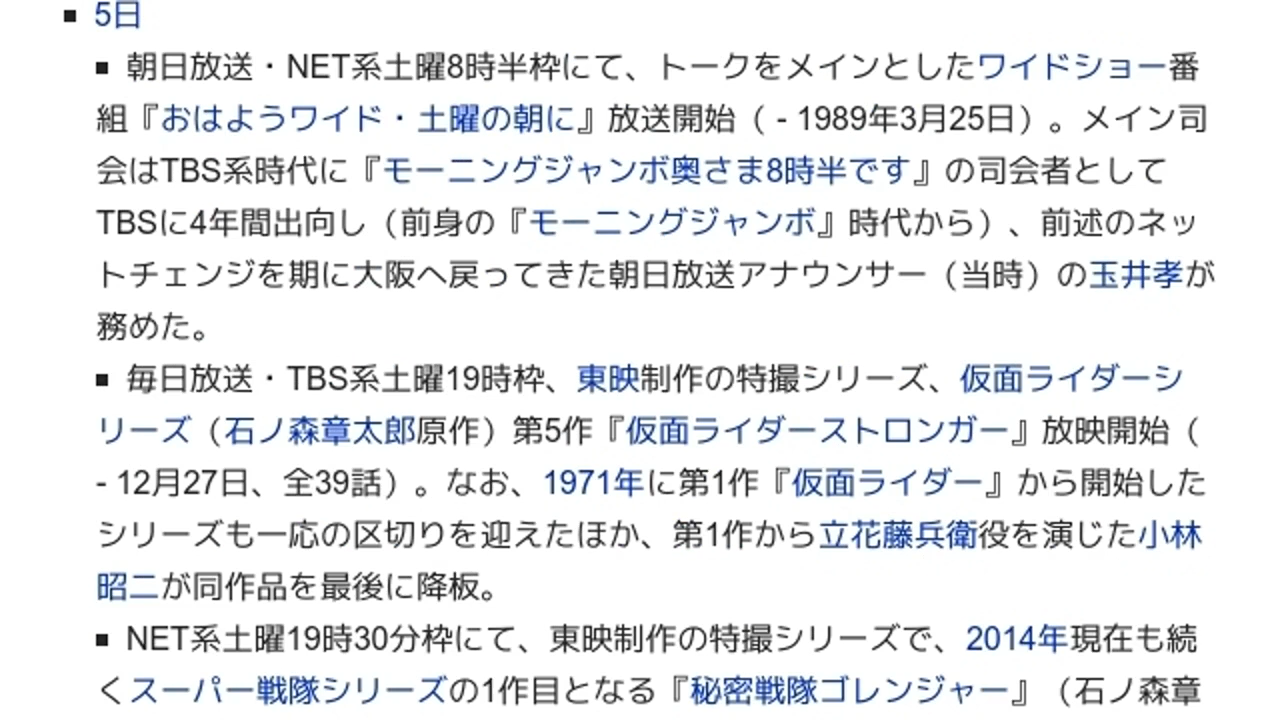 ▪ 5日
▪ 朝日放送・NET系土曜8時半枠にて、トークをメインとしたワイドショー番
組『おはようワイド・土曜の朝に』放送開始（ - 1989年3月25日）。メイン司
会はTBS系時代に『モーニングジャンボ奥さま8時半です』の司会者として
TBSに4年間出向し（前身の『モーニングジャンボ』時代から）、前述のネッ
トチェンジを期に大阪へ戻ってきた朝日放送アナウンサー（当時）の玉井孝が
務めた。
▪ 毎日放送・TBS系土曜19時枠、東映制作の特撮シリーズ、仮面ライダーシ
リーズ（石ノ森章太郎原作）第5作『仮面ライダーストロンガー』放映開始（
- 12月27日、全39話）。なお、1971年に第1作『仮面ライダー』から開始した
シリーズも一応の区切りを迎えたほか、第1作から立花藤兵衛役を演じた小林
昭二が同作品を最後に降板。
▪ NET系土曜19時30分枠にて、東映制作の特撮シリーズで、2014年現在も続
くスーパー戦隊シリーズの1作目となる『秘密戦隊ゴレンジャー』（石ノ森章